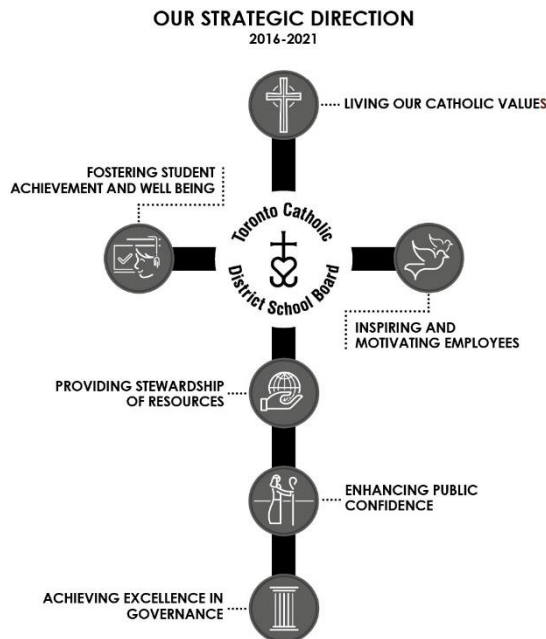 OUR STRATEGIC DIRECTION
2016-2021
LIVING OUR CATHOLIC VALUES
FOSTERING STUDENT
ACHIEVEMENT AND WELL BEING
Toronto Catholic
District School Board
INSPIRING AND
MOTIVATING EMPLOYEES
PROVIDING STEWARDSHIP
OF RESOURCES
ENHANCING PUBLIC
CONFIDENCE
ACHIEVING EXCELLENCE IN
GOVERNANCE